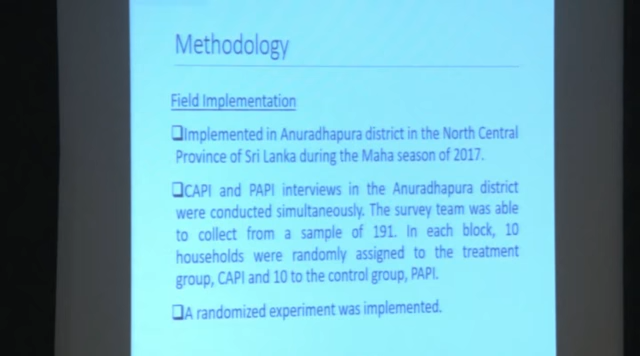 Methodology
Field Implementation
❑Implemented in Anuradhapura district in the North Central
Province of Sri Lanka during the Maha season of 2017.
❑CAPI and PAPI interviews in the Anuradhapura district
were conducted simultaneously. The survey team was able
to collect from a sample of 191. In each block, 10
households were randomly assigned to the treatment
group, CAPI and 10 to the control group, PAPI.
❑A randomized experiment was implemented.